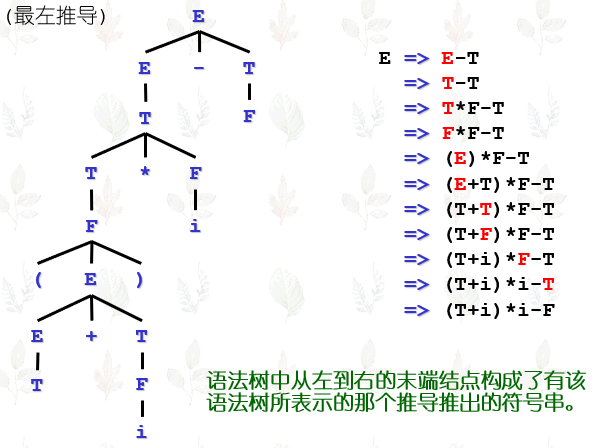 (最左推导)
E
E - T
T F
T * F
F i
( E )
E + T
T F
i
E => E-T
=> T-T
=> T*F-T
=> F*F-T
=> (E)*F-T
=> (E+T)*F-T
=> (T+T)*F-T
=> (T+F)*F-T
=> (T+i)*F-T
=> (T+i)*i-T
=> (T+i)*i-F
语法树中从左到右的末端结点构成了有该
语法树所表示的那个推导推出的符号串。